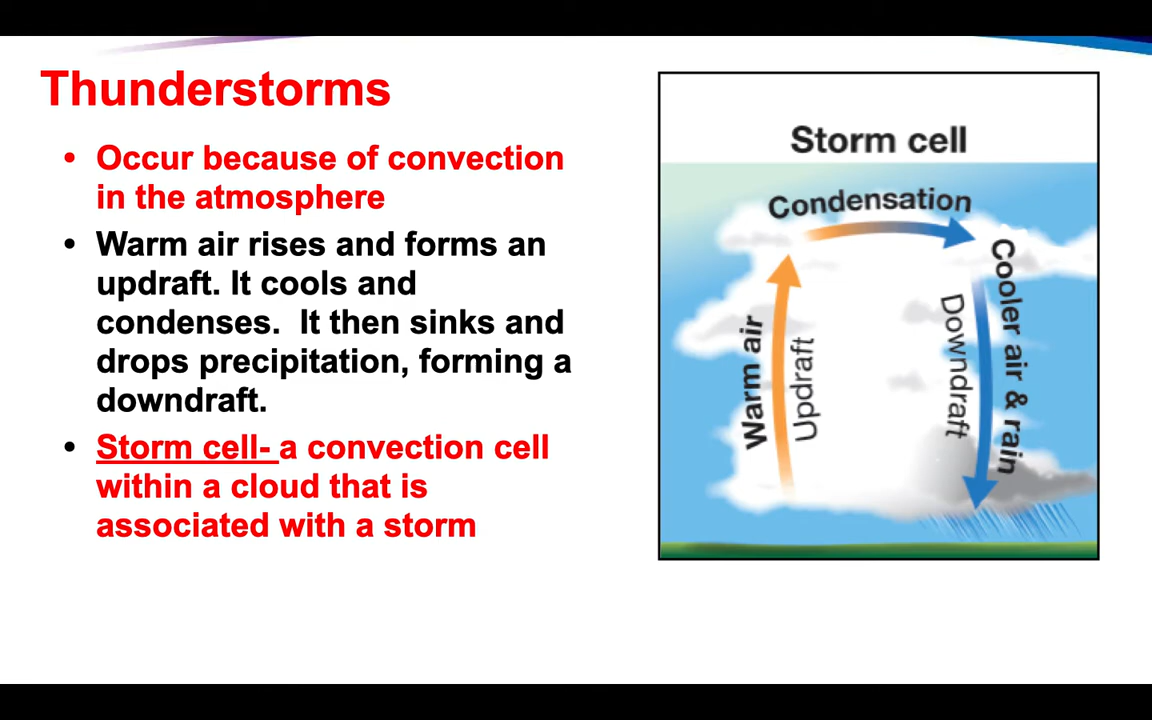 Thunderstorms
• Occur because of convection
in the atmosphere
• Warm air rises and forms an
updraft. It cools and
condenses.  It then sinks and
drops precipitation, forming a
downdraft.
• Storm cell- a convection cell
within a cloud that is
associated with a storm
Storm cell
Condensation
Warm air
Updraft
Downdraft
Cooler air & rain